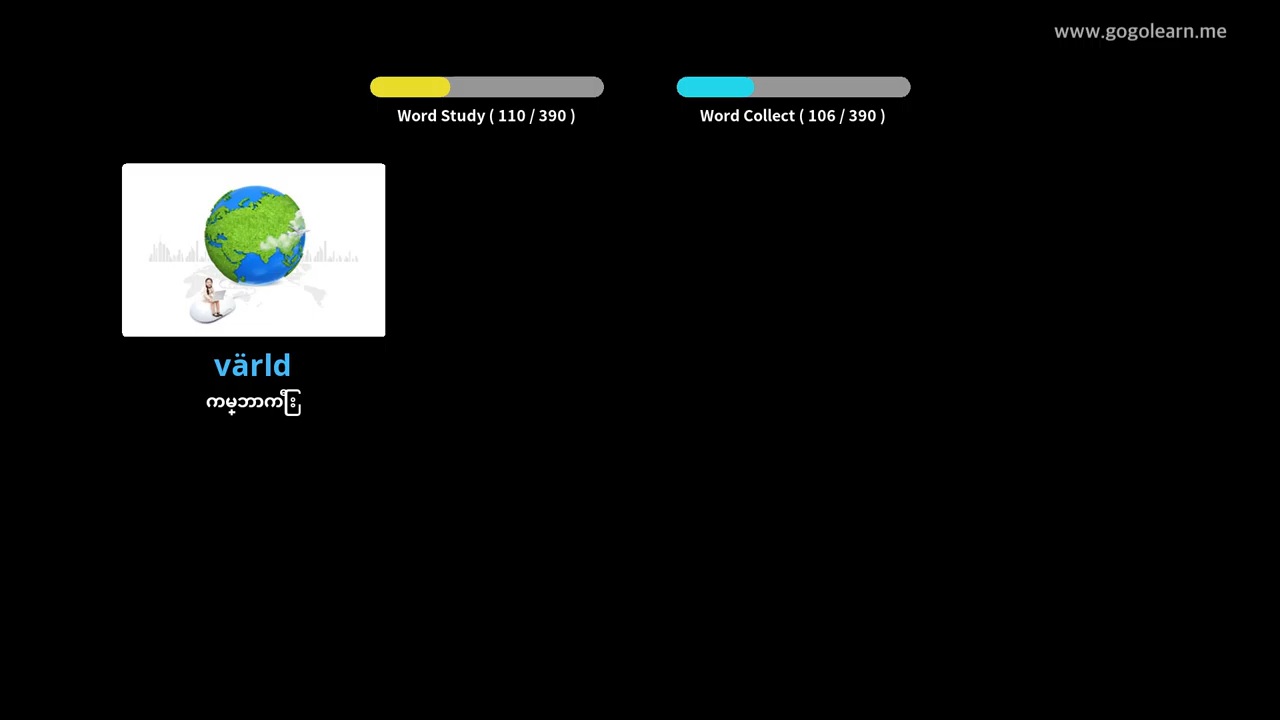 www.gogolearn.me
Word Study ( 110 / 390 )
Word Collect ( 106 / 390 )
värld
ကမ္ဘာကြီး